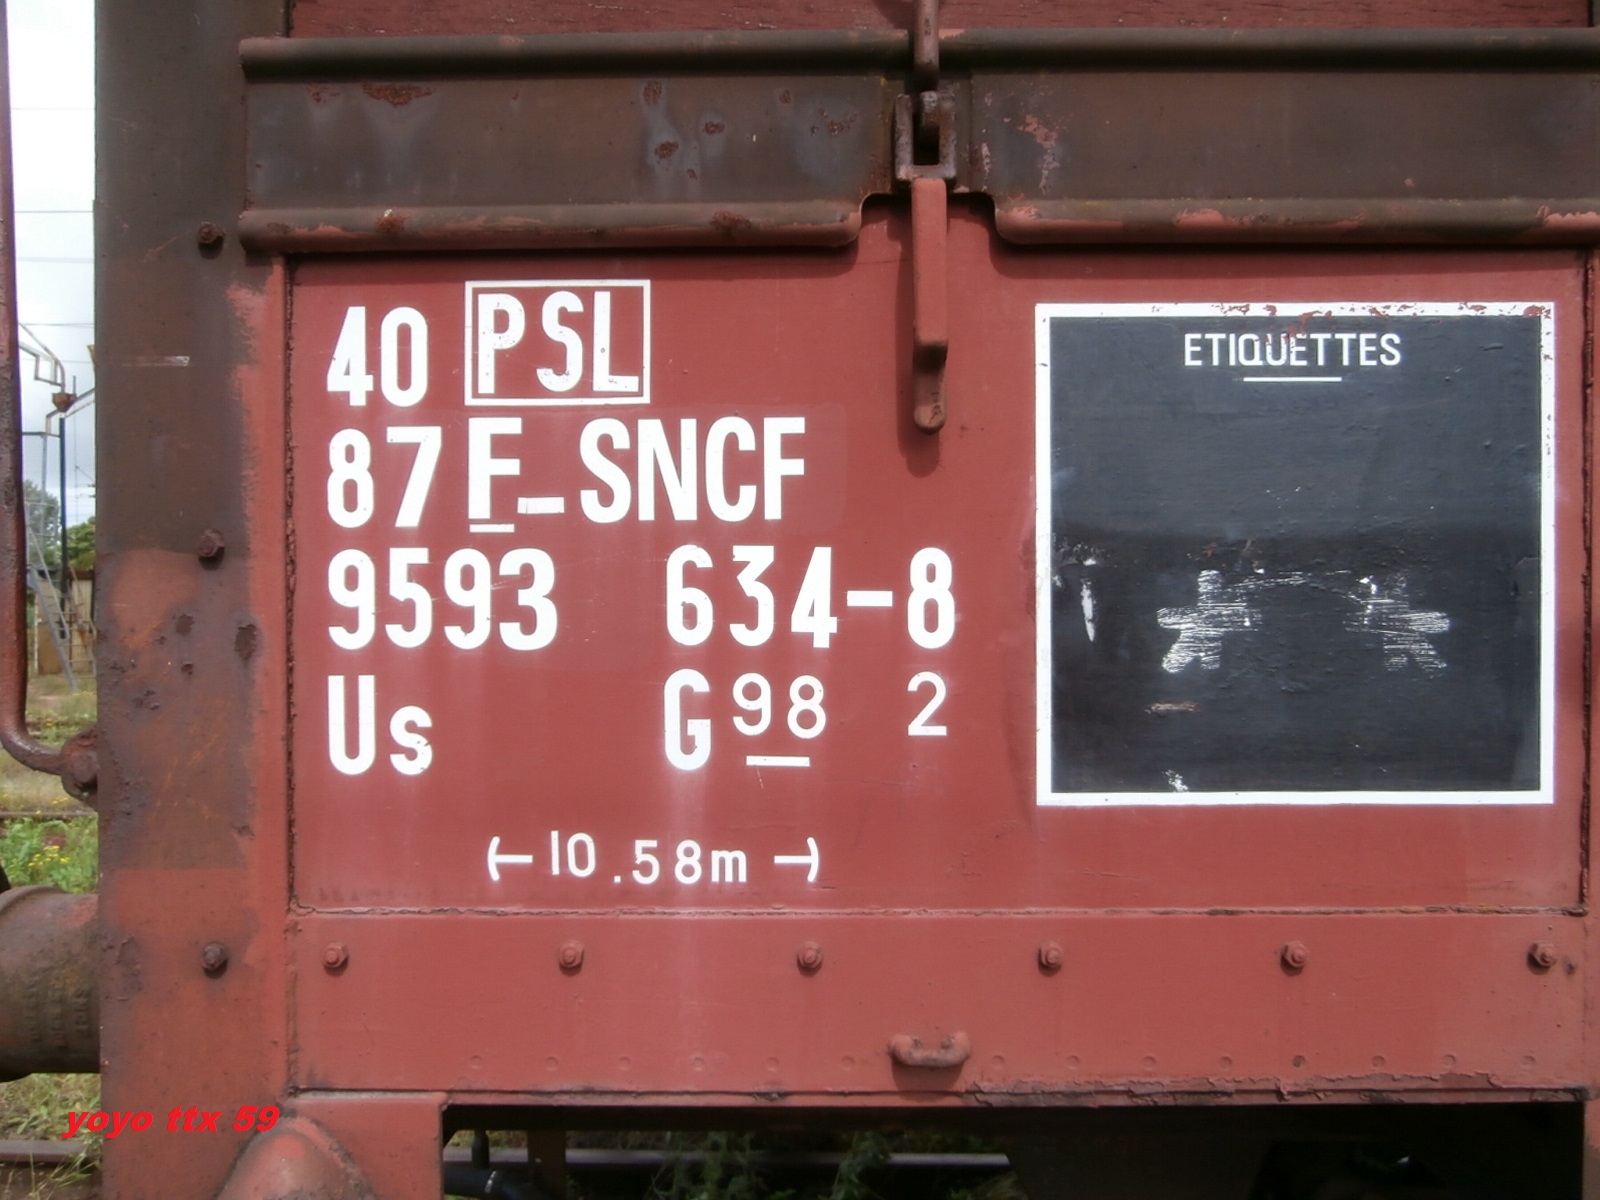 40 PSL
87 F-SNCF
9593 634-8
Us G 98 2
10.58m
ETIQUETTES
yoyo ttx 59